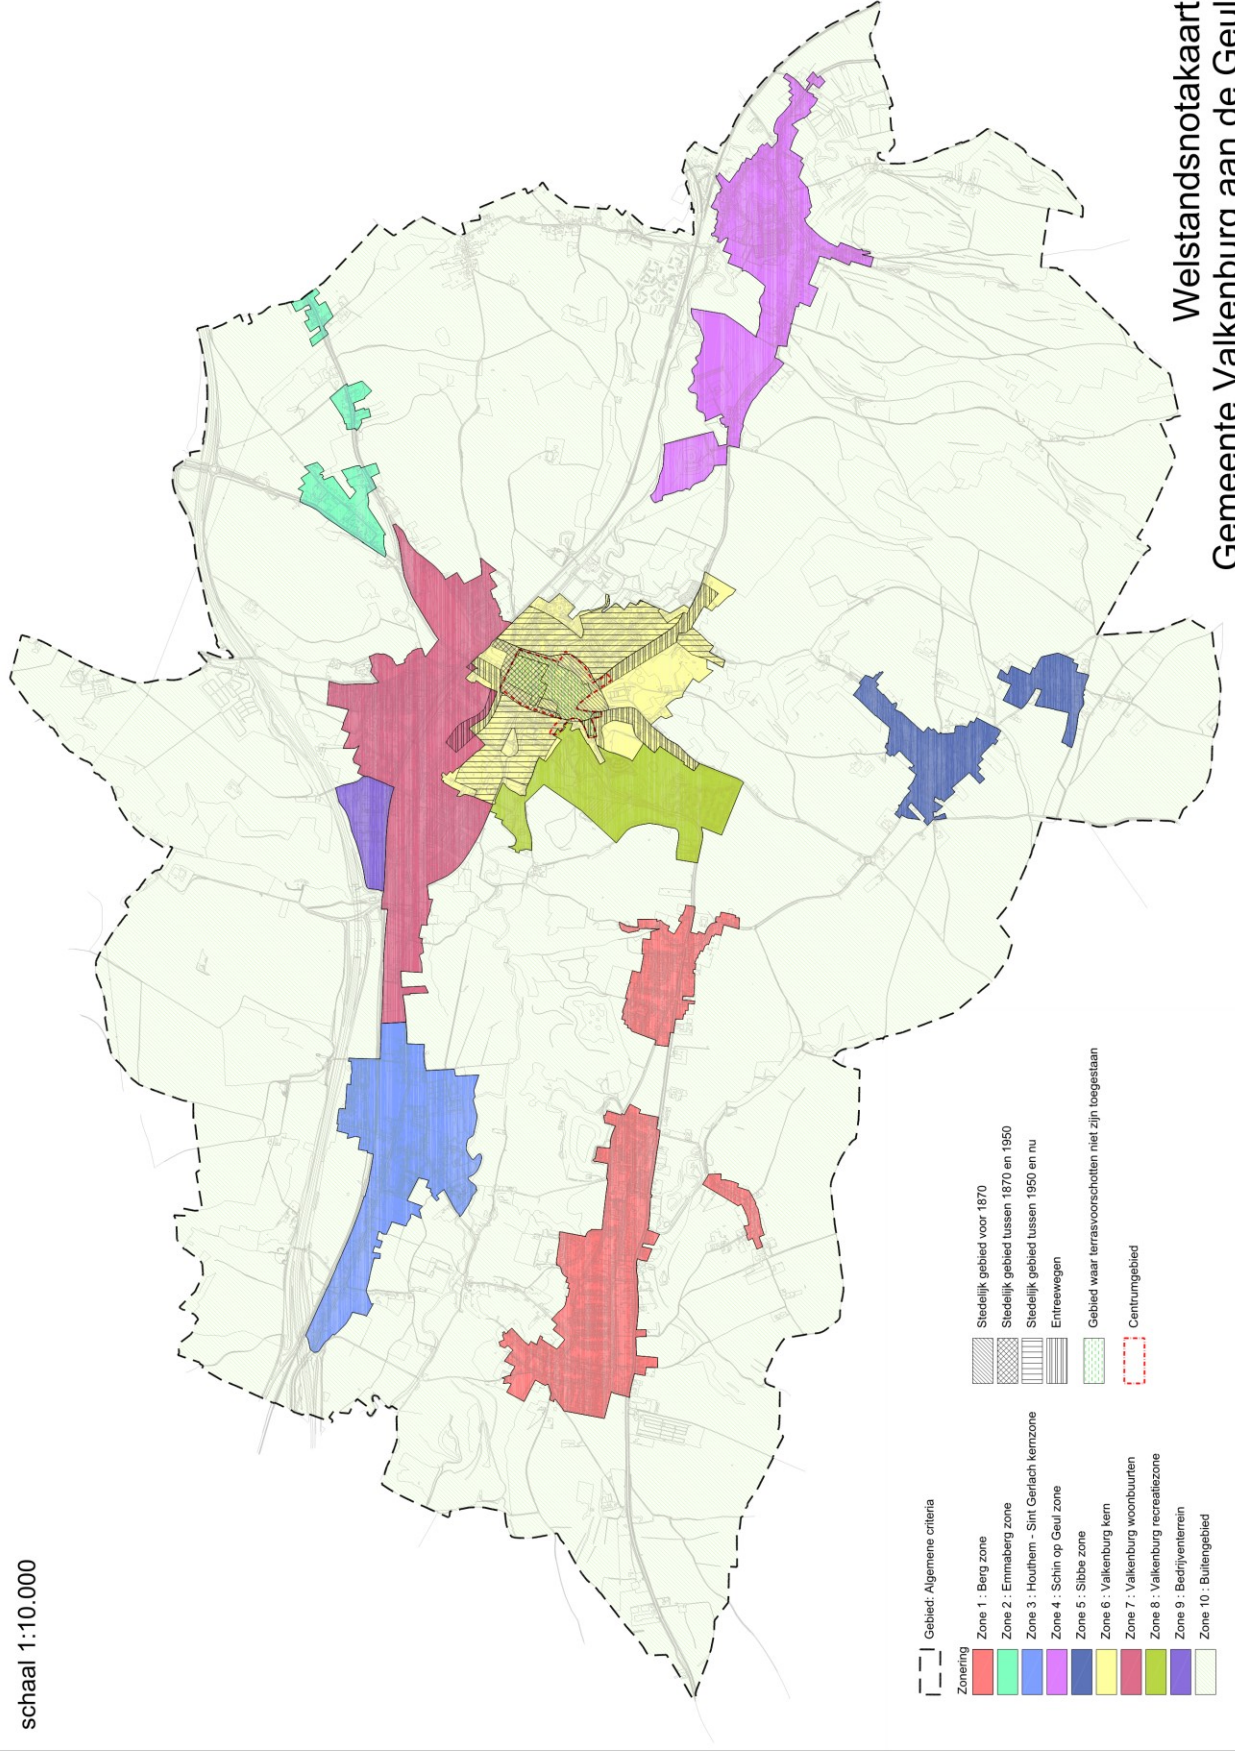 schaal 1:10.000
Welstandsnotakaart
Gemeente Valkenburg aan de Geul
Gebied: Algemene criteria
Zonering
Zone 1 : Berg zone
Zone 2 : Emmaberg zone
Zone 3 : Houthem - Sint Gerlach kernzone
Zone 4 : Schin op Geul zone
Zone 5 : Sibbe zone
Zone 6 : Valkenburg kern
Zone 7 : Valkenburg woonbuurten
Zone 8 : Valkenburg recreatiezone
Zone 9 : Bedrijventerrein
Zone 10 : Buitengebied
Stedelijk gebied voor 1870
Stedelijk gebied tussen 1870 en 1950
Stedelijk gebied tussen 1950 en nu
Entreewegen
Gebied waar terrasvoorschotten niet zijn toegestaan
Centrumgebied